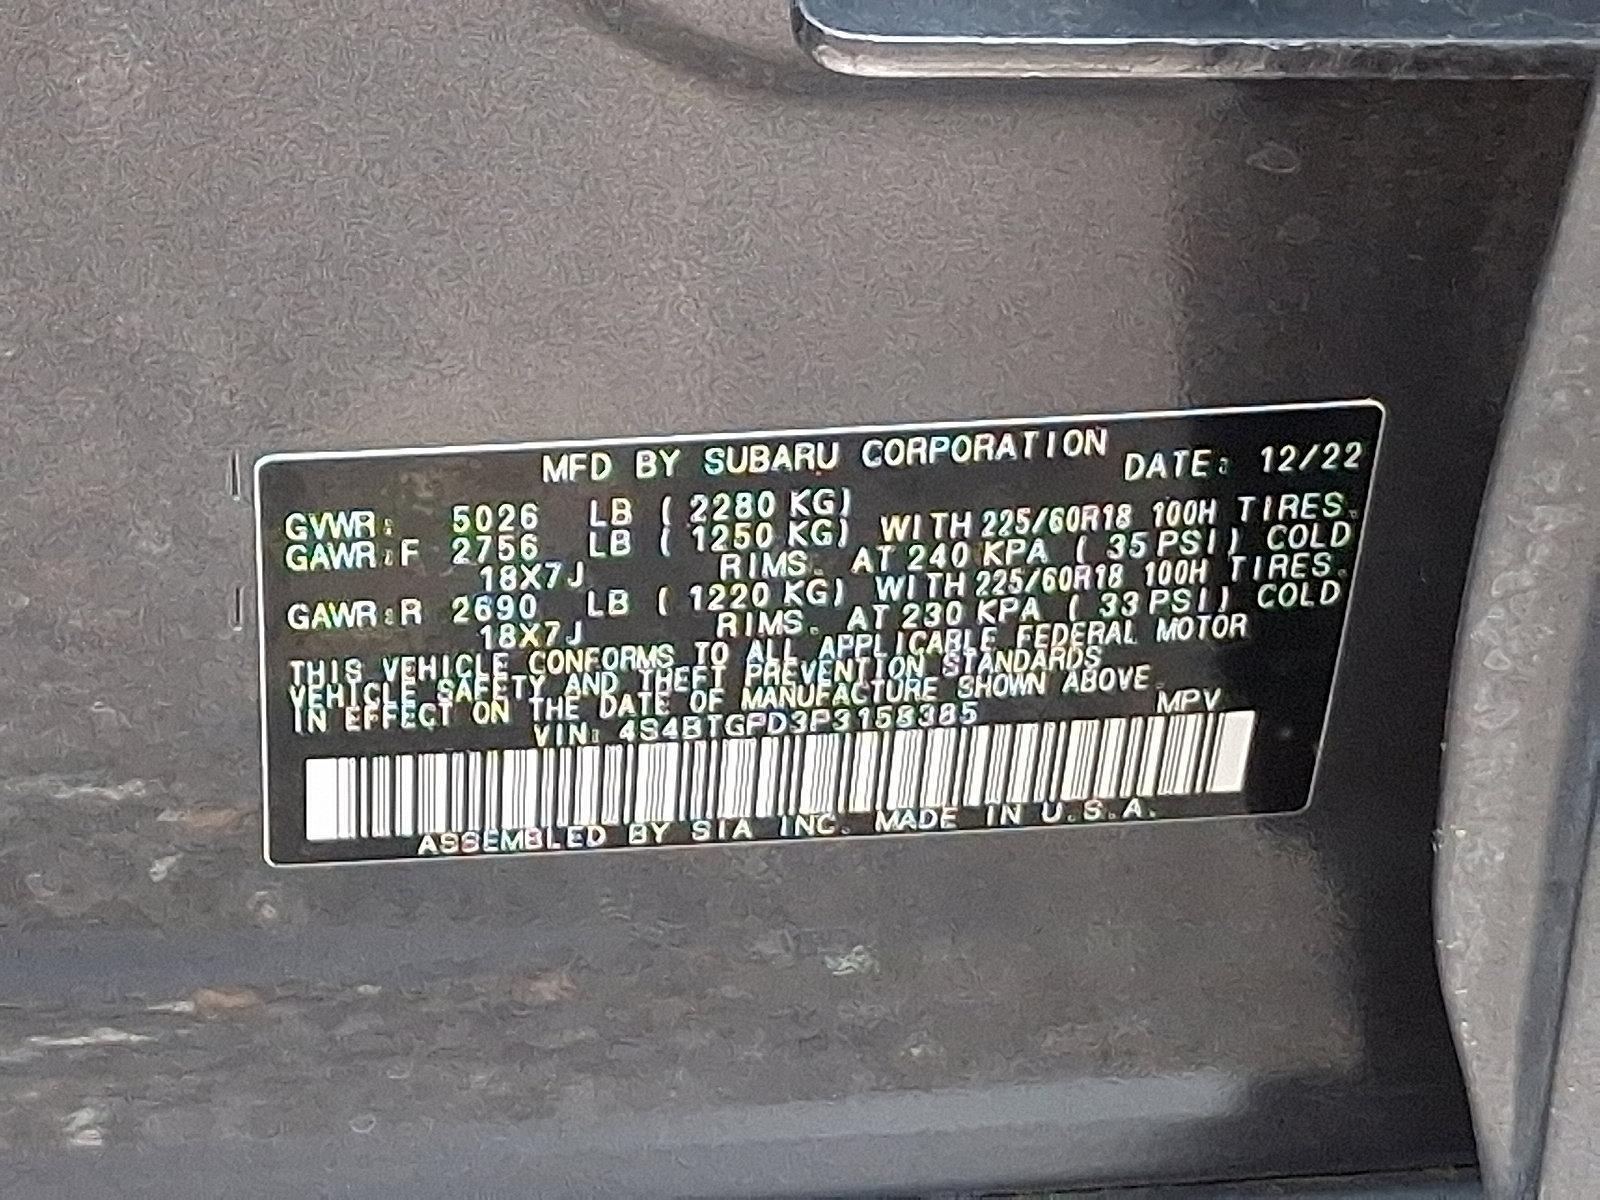 MFD BY SUBARU CORPORATION DATE: 12/22
GVWR: 5026 LB ( 2280 KG)
GAWR:F 2756 LB ( 1250 KG) WITH 225/60R18 100H TIRES.
18X7J RIMS. AT 240 KPA ( 35 PSI) COLD
GAWR:R 2690 LB ( 1220 KG) WITH 225/60R18 100H TIRES.
18X7J RIMS. AT 230 KPA ( 33 PSI) COLD
THIS VEHICLE CONFORMS TO ALL APPLICABLE FEDERAL MOTOR
VEHICLE SAFETY AND THEFT PREVENTION STANDARDS
IN EFFECT ON THE DATE OF MANUFACTURE SHOWN ABOVE.
VIN: 4S4BTGPD3P3158385 MPV
ASSEMBLED BY SIA INC. MADE IN U.S.A.